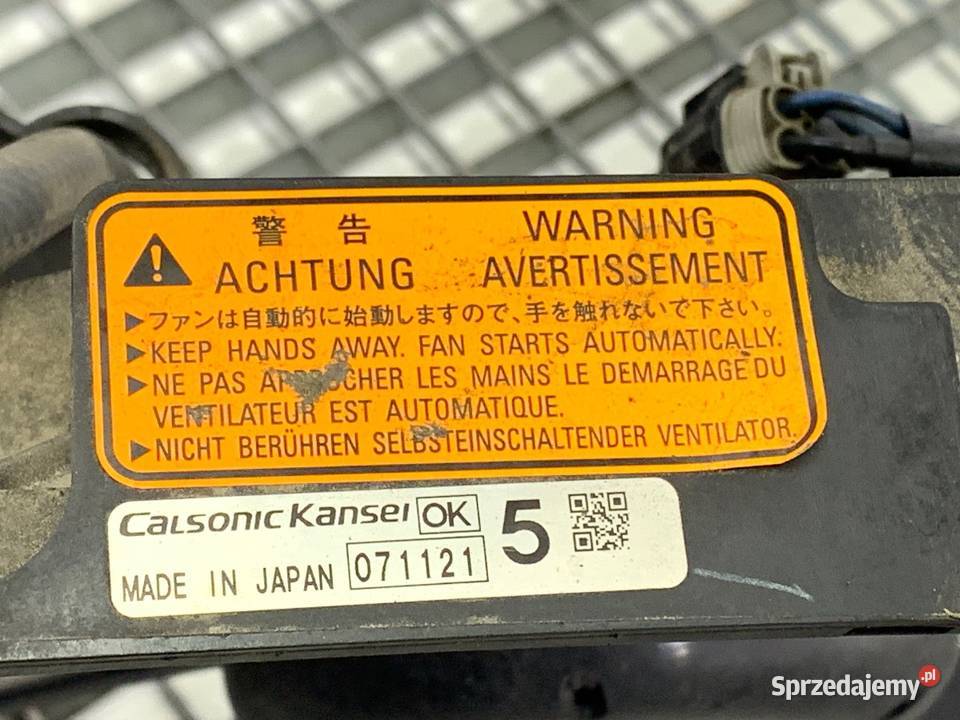 警 告 WARNING
ACHTUNG AVERTISSEMENT
▶ファンは自動的に始動しますので、手を触れないで下さい。
▶KEEP HANDS AWAY. FAN STARTS AUTOMATICALLY.
▶NE PAS APPROCHER LES MAINS LE DEMARRAGE DU
VENTILATEUR EST AUTOMATIQUE.
▶NICHT BERÜHREN SELBSTEINSCHALTENDER VENTILATOR.
Calsonic Kansei OK 5
MADE IN JAPAN 071121
Sprzedajemy.pl